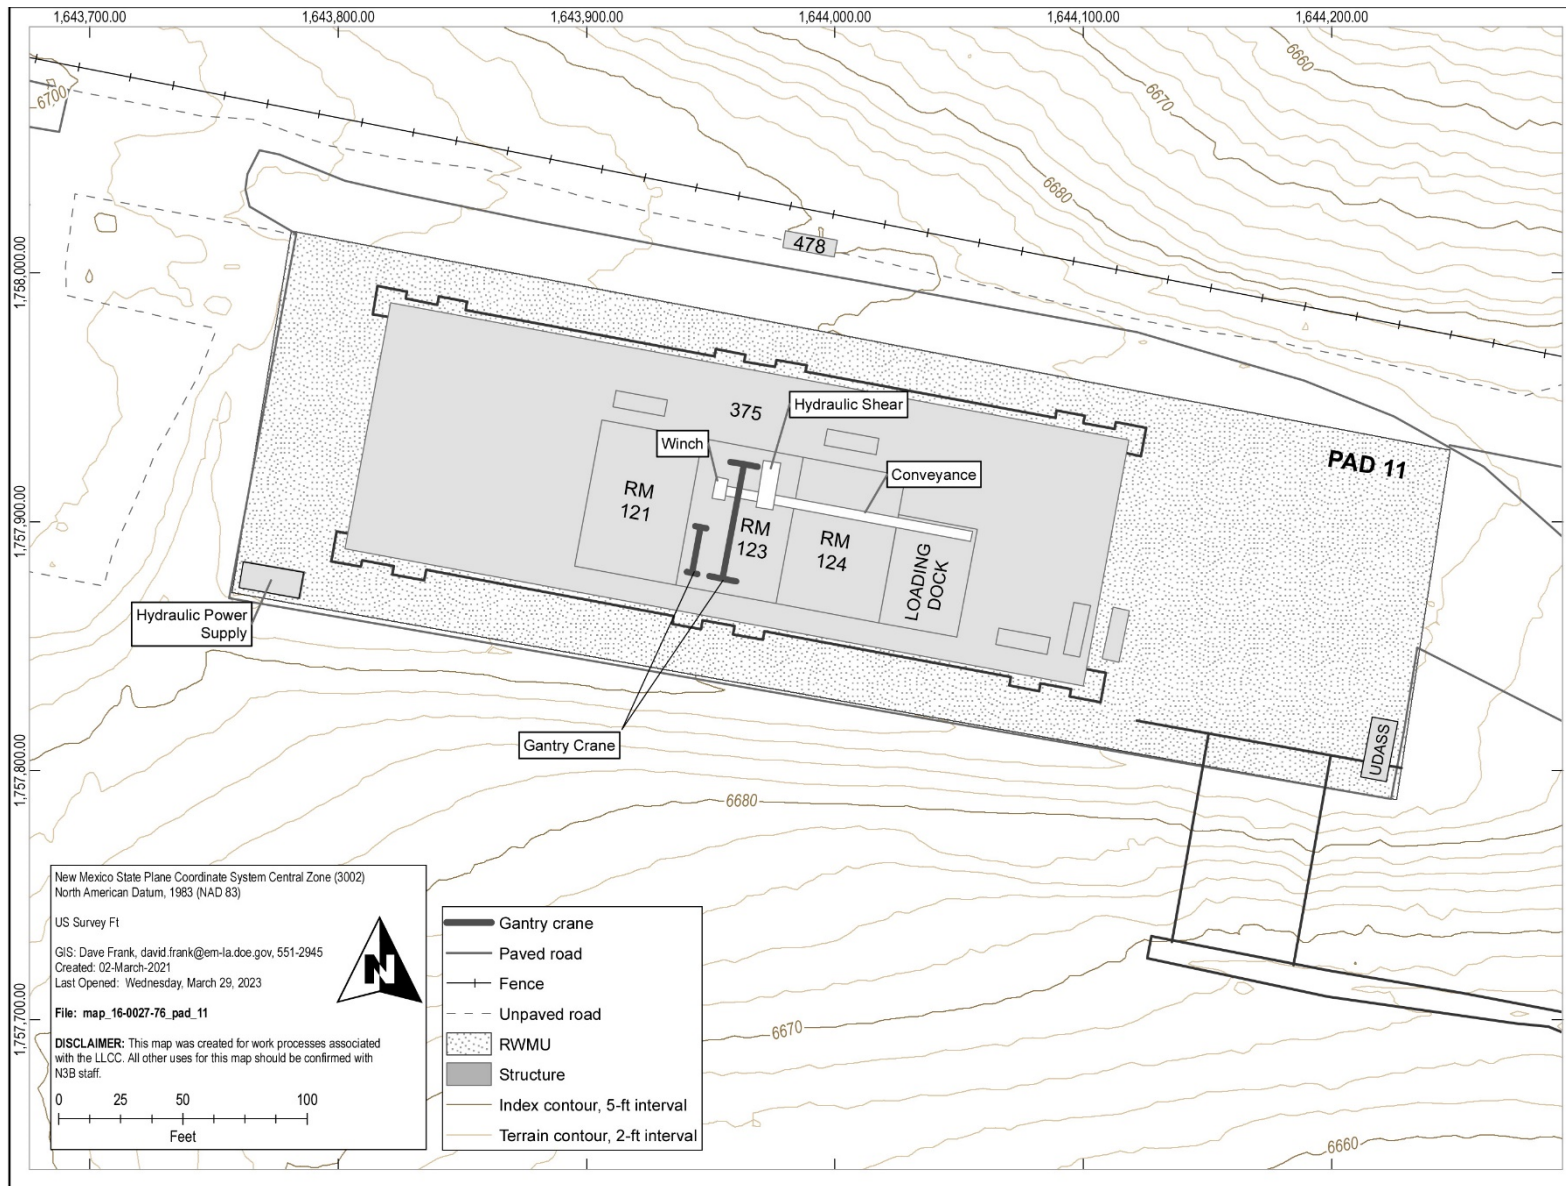 1,643,700.00
1,643,800.00
1,643,900.00
1,644,000.00
1,644,100.00
1,644,200.00
6700
6660
6670
6680
1,758,000.00
1,757,900.00
1,757,800.00
1,757,700.00
478
375
Hydraulic Shear
Winch
Conveyance
PAD 11
RM
121
RM
123
RM
124
LOADING
DOCK
Hydraulic Power
Supply
Gantry Crane
UDASS
6680
6670
6660
New Mexico State Plane Coordinate System Central Zone (3002)
North American Datum, 1983 (NAD 83)
US Survey Ft
GIS: Dave Frank, david.frank@em-la.doe.gov, 551-2945
Created: 02-March-2021
Last Opened: Wednesday, March 29, 2023
File: map_16-0027-76_pad_11
DISCLAIMER: This map was created for work processes associated
with the LLCC. All other uses for this map should be confirmed with
N3B staff.
N
0 25 50 100
Feet
Gantry crane
Paved road
Fence
Unpaved road
RWMU
Structure
Index contour, 5-ft interval
Terrain contour, 2-ft interval